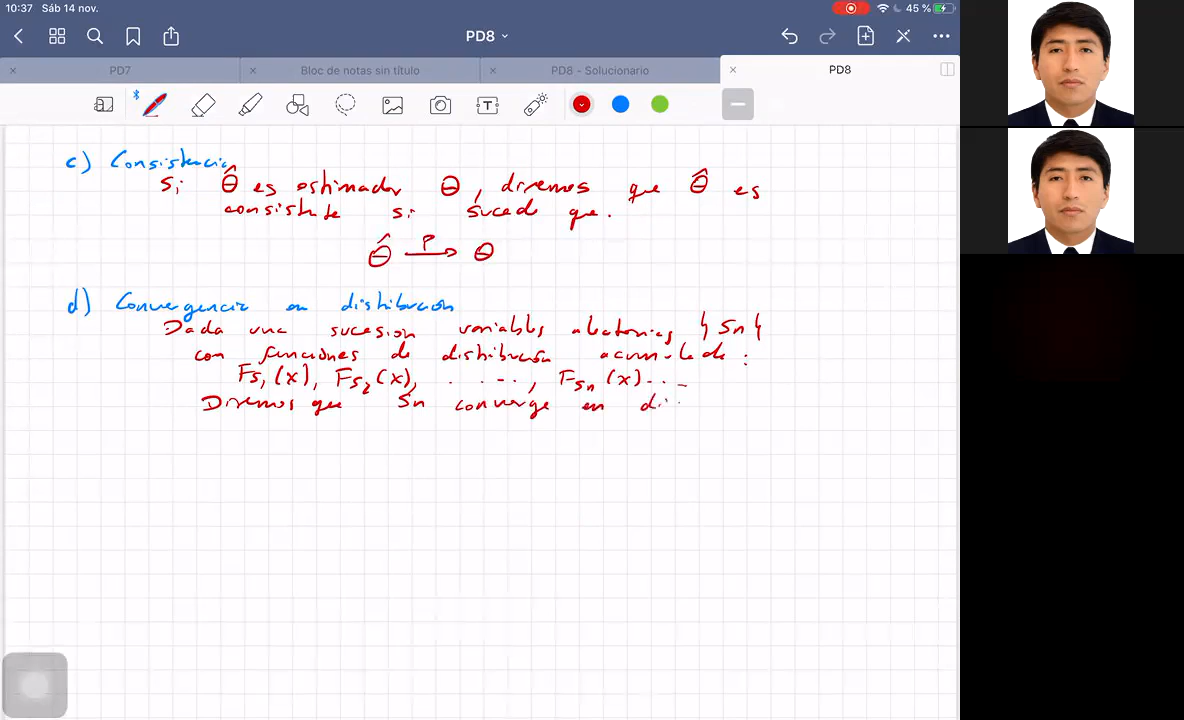 10:37 Sáb 14 nov.
45 %
PD8
PD7
Bloc de notas sin título
PD8 - Solucionario
PD8
c) Consistencia
Si θ̂ es estimador θ, diremos que θ̂ es
consistente si sucede que.
θ̂ —P→ θ
d) Convergencia en distribución
Dada una sucesión variables aleatorias {Sn}
con funciones de distribución acumulada:
Fs₁(x), Fs₂(x), ....., Fsn(x)...
Diremos que Sn converge en di